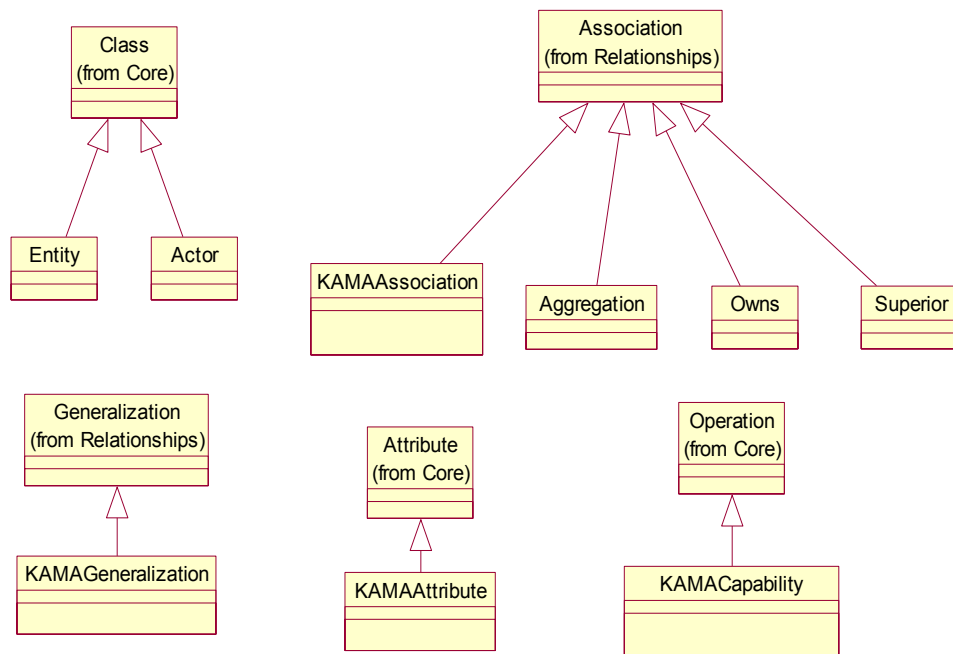 Class
(from Core)
Association
(from Relationships)
Entity
Actor
KAMAAssociation
Aggregation
Owns
Superior
Generalization
(from Relationships)
Attribute
(from Core)
Operation
(from Core)
KAMAGeneralization
KAMAAttribute
KAMACapability